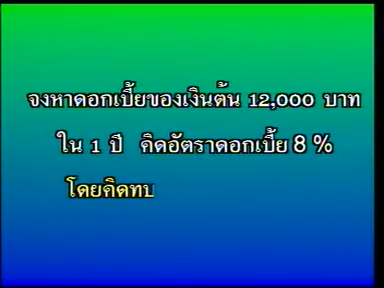 จงหาดอกเบี้ยของเงินต้น 12,000 บาท
ใน 1 ปี คิดอัตราดอกเบี้ย 8 %
โดยคิดทบ